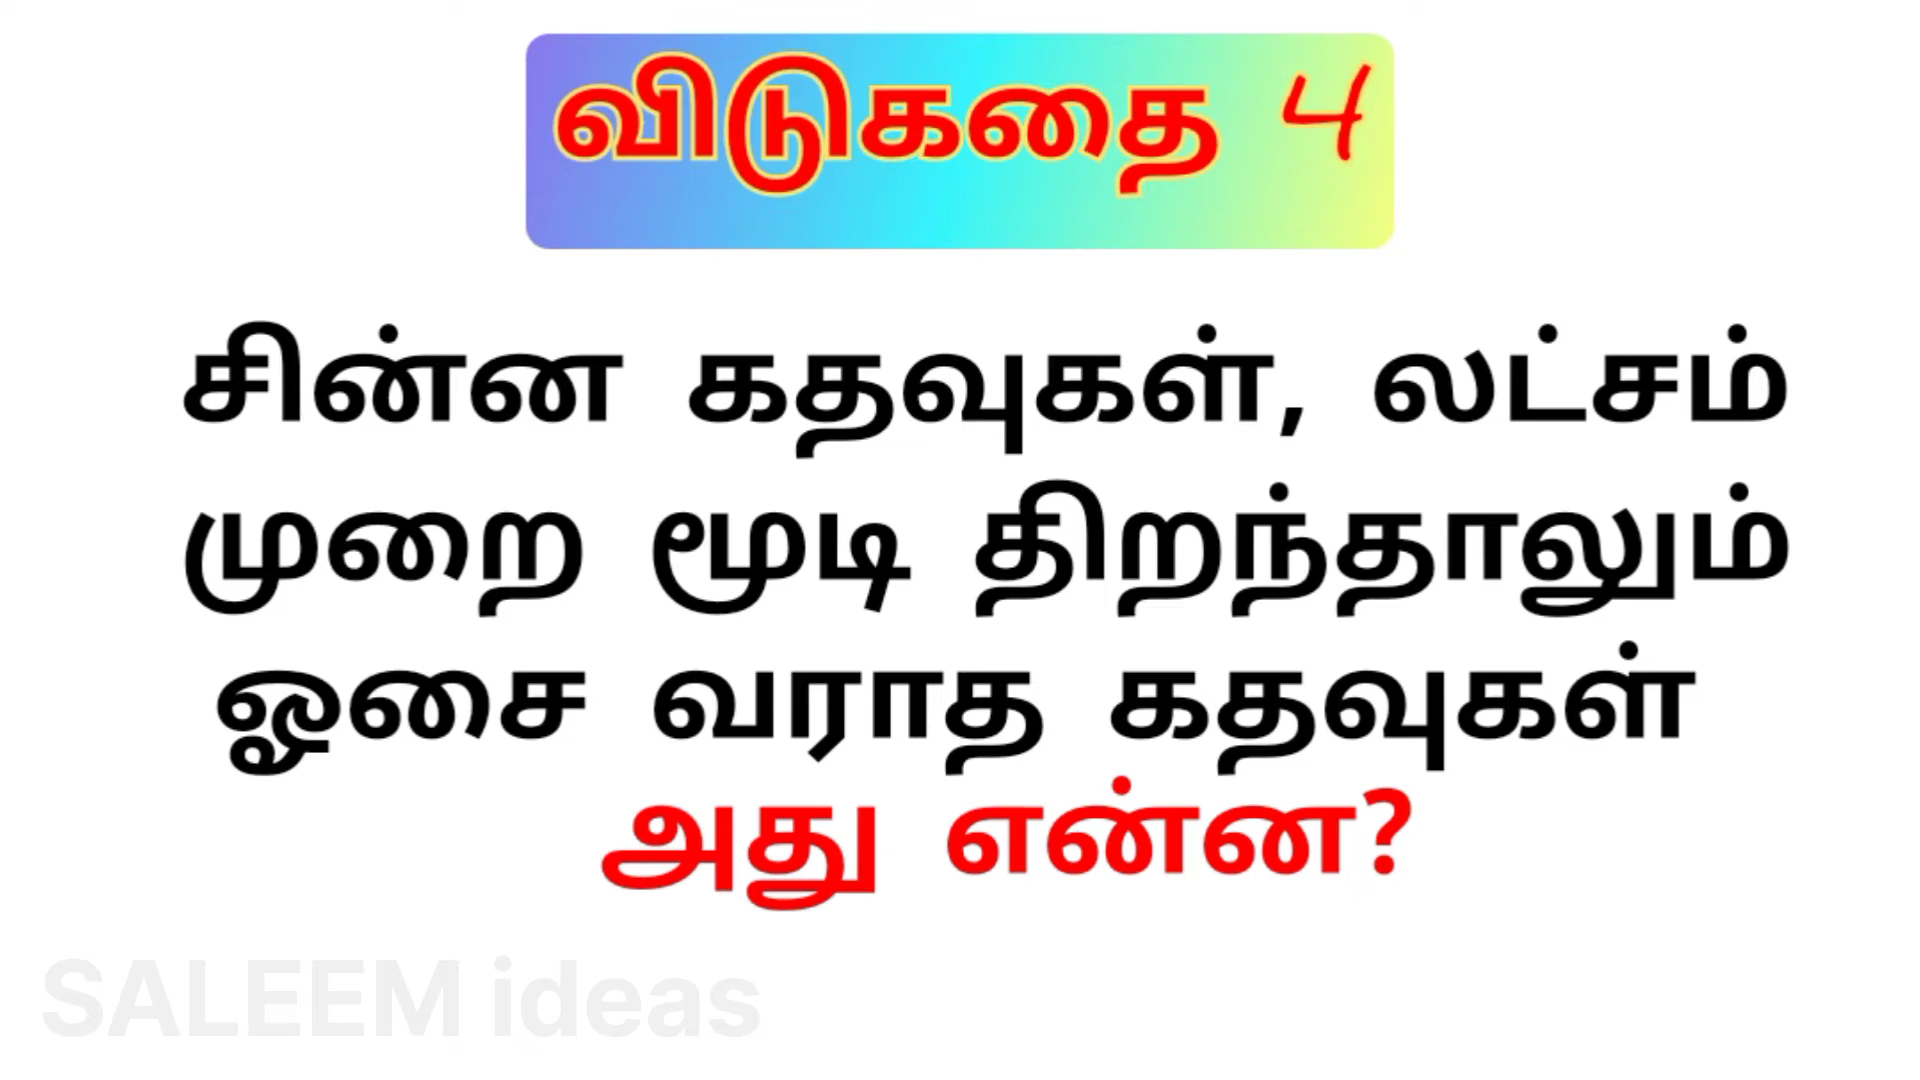 விடுகதை 4
சின்ன கதவுகள், லட்சம்
முறை மூடி திறந்தாலும்
ஓசை வராத கதவுகள்
அது என்ன?
SALEEM ideas